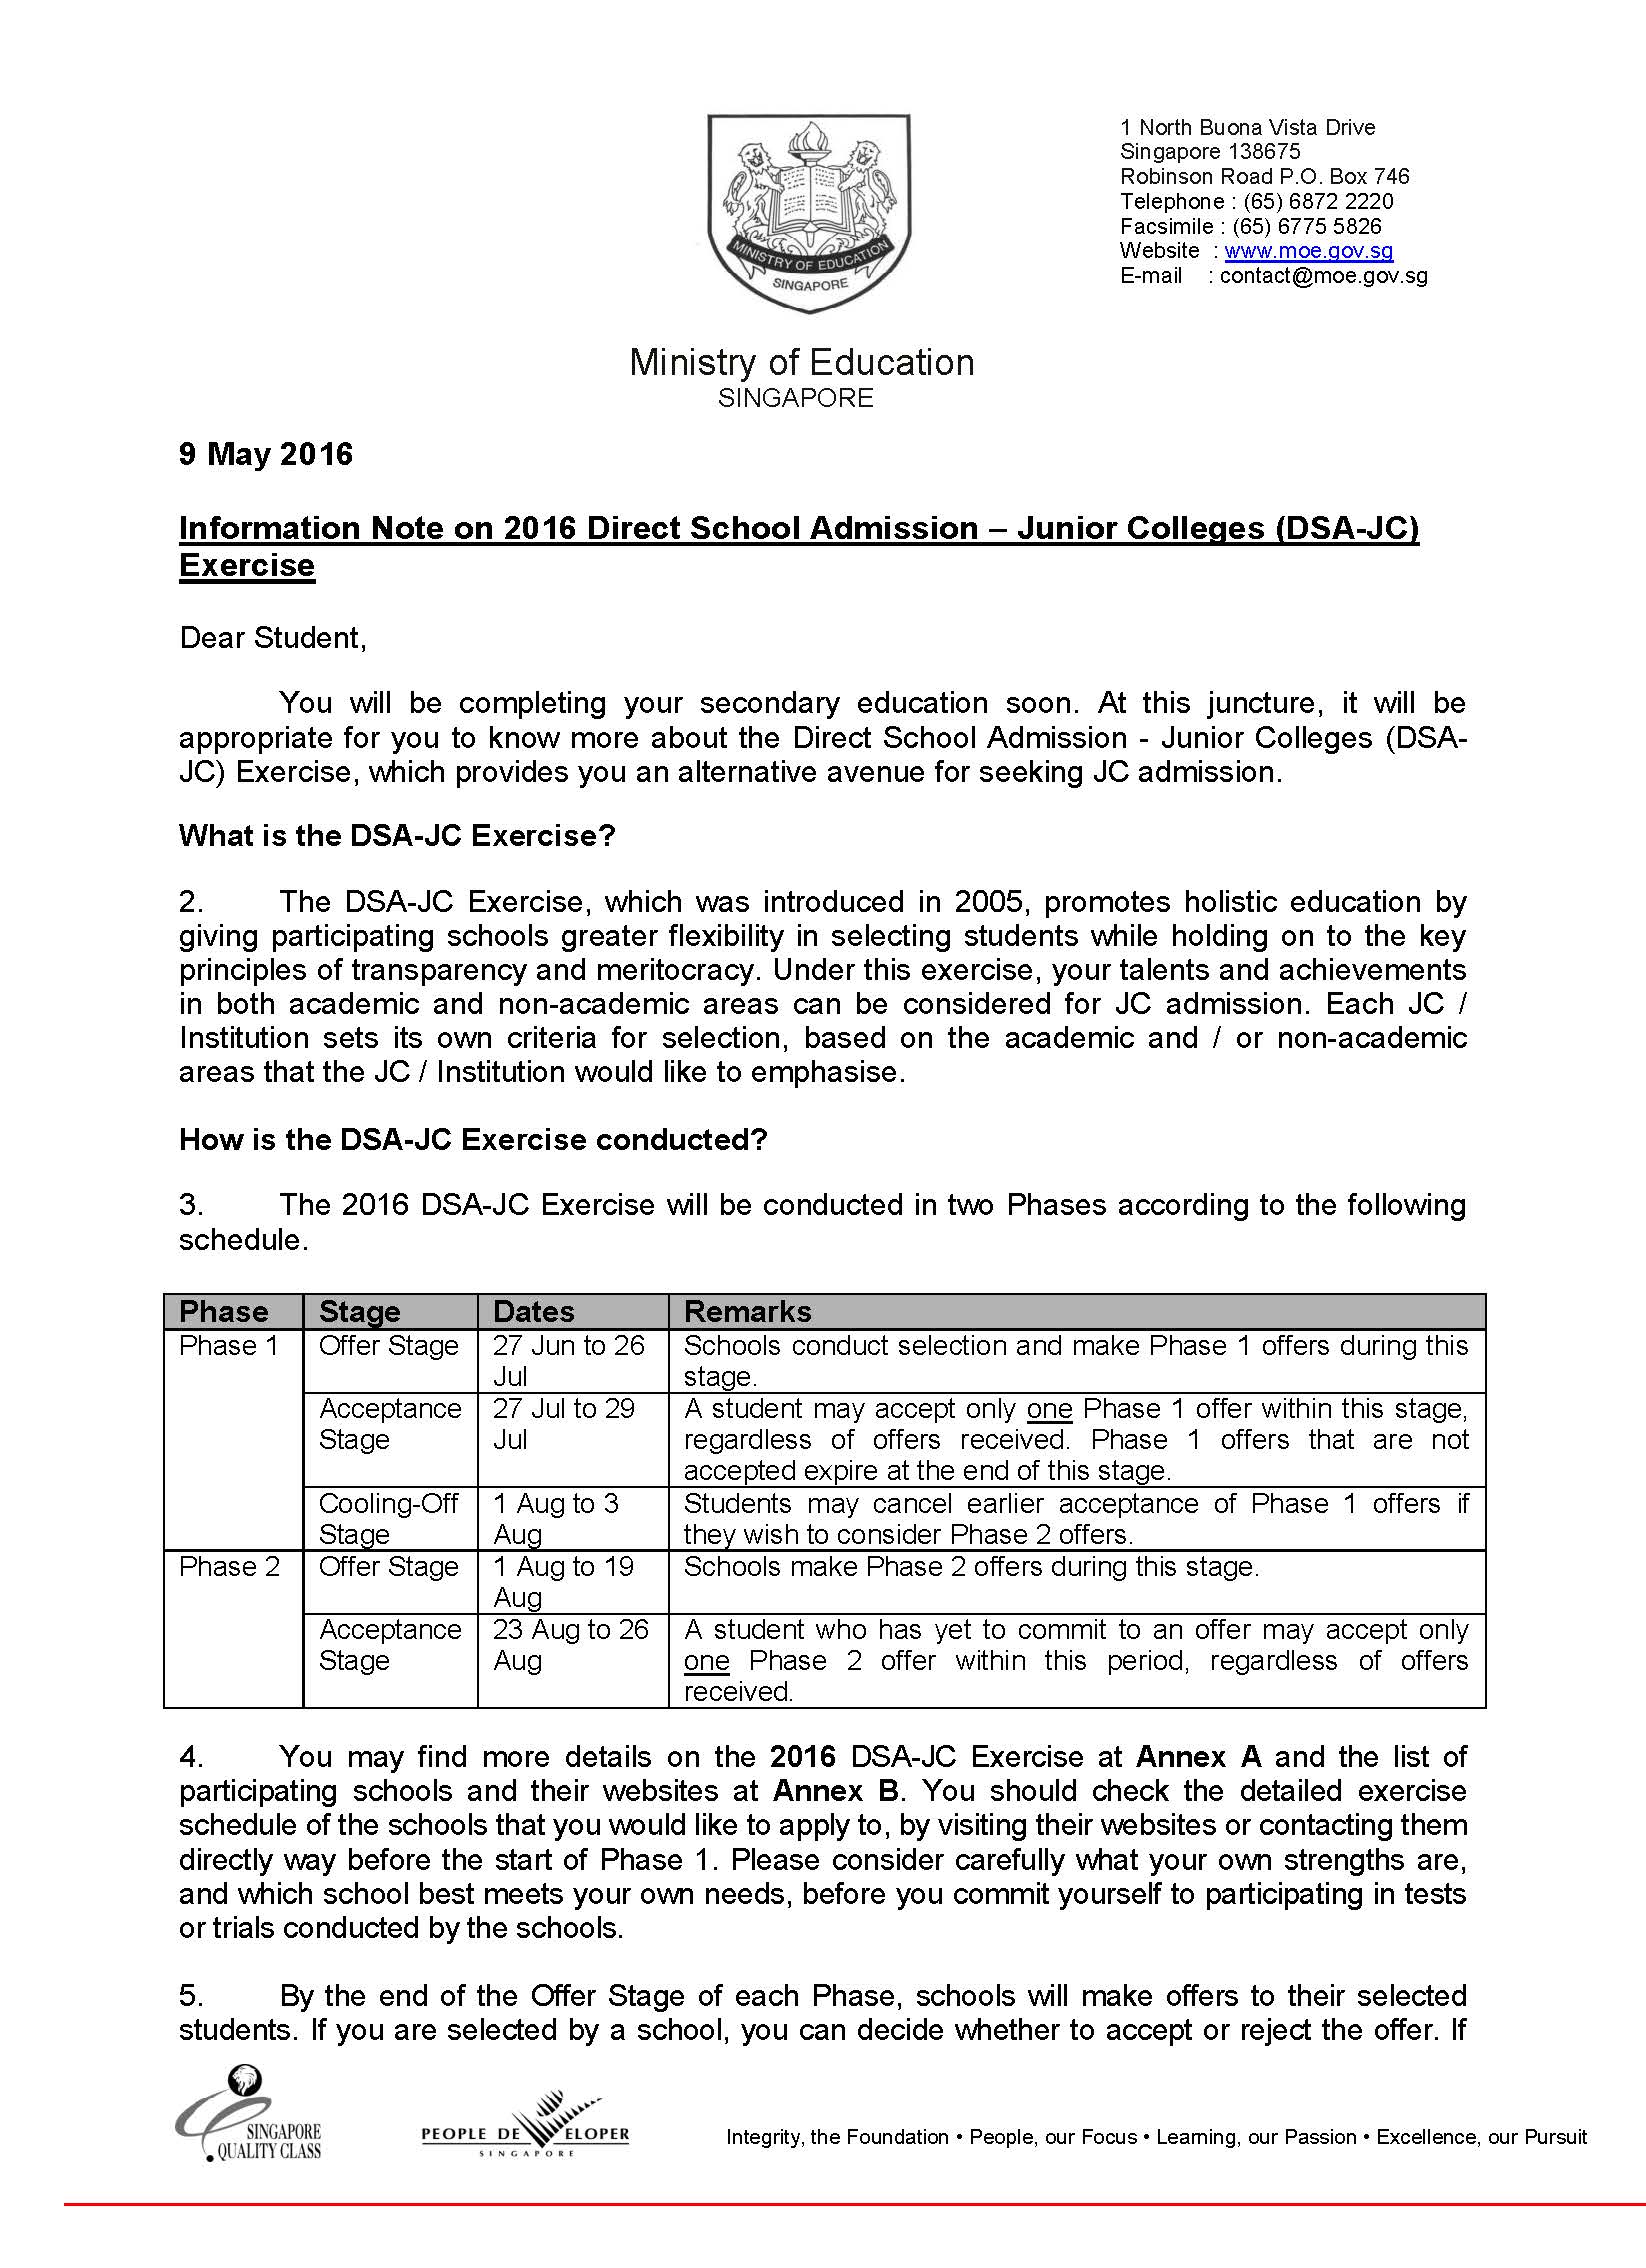 1 North Buona Vista Drive
Singapore 138675
Robinson Road P.O. Box 746
Telephone : (65) 6872 2220
Facsimile : (65) 6775 5826
Website : www.moe.gov.sg
E-mail : contact@moe.gov.sg
MINISTRY OF EDUCATION
SINGAPORE
Ministry of Education
SINGAPORE
9 May 2016
Information Note on 2016 Direct School Admission – Junior Colleges (DSA-JC)
Exercise
Dear Student,
You will be completing your secondary education soon. At this juncture, it will be
appropriate for you to know more about the Direct School Admission - Junior Colleges (DSA-
JC) Exercise, which provides you an alternative avenue for seeking JC admission.
What is the DSA-JC Exercise?
2. The DSA-JC Exercise, which was introduced in 2005, promotes holistic education by
giving participating schools greater flexibility in selecting students while holding on to the key
principles of transparency and meritocracy. Under this exercise, your talents and achievements
in both academic and non-academic areas can be considered for JC admission. Each JC /
Institution sets its own criteria for selection, based on the academic and / or non-academic
areas that the JC / Institution would like to emphasise.
How is the DSA-JC Exercise conducted?
3. The 2016 DSA-JC Exercise will be conducted in two Phases according to the following
schedule.
Phase Stage Dates Remarks
Phase 1 Offer Stage 27 Jun to 26 Schools conduct selection and make Phase 1 offers during this
Jul stage.
Acceptance 27 Jul to 29 A student may accept only one Phase 1 offer within this stage,
Stage Jul regardless of offers received. Phase 1 offers that are not
accepted expire at the end of this stage.
Cooling-Off 1 Aug to 3 Students may cancel earlier acceptance of Phase 1 offers if
Stage Aug they wish to consider Phase 2 offers.
Phase 2 Offer Stage 1 Aug to 19 Schools make Phase 2 offers during this stage.
Aug
Acceptance 23 Aug to 26 A student who has yet to commit to an offer may accept only
Stage Aug one Phase 2 offer within this period, regardless of offers
received.
4. You may find more details on the 2016 DSA-JC Exercise at Annex A and the list of
participating schools and their websites at Annex B. You should check the detailed exercise
schedule of the schools that you would like to apply to, by visiting their websites or contacting them
directly way before the start of Phase 1. Please consider carefully what your own strengths are,
and which school best meets your own needs, before you commit yourself to participating in tests
or trials conducted by the schools.
5. By the end of the Offer Stage of each Phase, schools will make offers to their selected
students. If you are selected by a school, you can decide whether to accept or reject the offer. If
SINGAPORE
QUALITY CLASS
PEOPLE DEVELOPER
SINGAPORE
Integrity, the Foundation • People, our Focus • Learning, our Passion • Excellence, our Pursuit